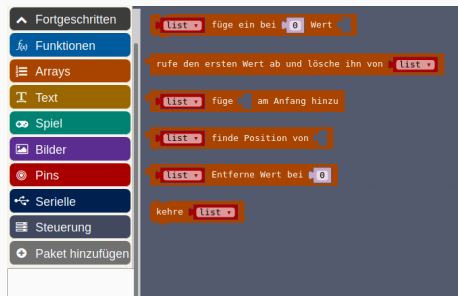 Fortgeschritten
f(x) Funktionen
Arrays
Text
Spiel
Bilder
Pins
Serielle
Steuerung
Paket hinzufügen
list füge ein bei 0 Wert
rufe den ersten Wert ab und lösche ihn von list
list füge am Anfang hinzu
list finde Position von
list Entferne Wert bei 0
kehre list